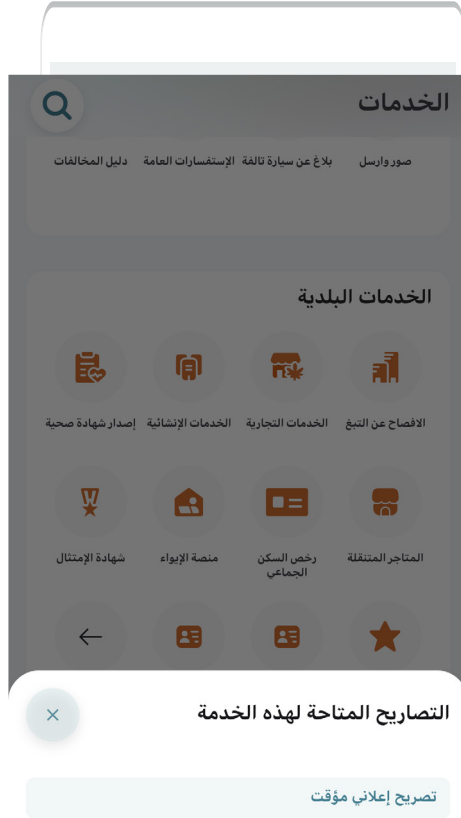 الخدمات
صور وارسل
بلاغ عن سيارة تالفة
الإستفسارات العامة
دليل المخالفات
الخدمات البلدية
الافصاح عن التبغ
الخدمات التجارية
الخدمات الإنشائية
إصدار شهادة صحية
المتاجر المتنقلة
رخص السكن
الجماعي
منصة الإيواء
شهادة الإمتثال
التصاريح المتاحة لهذه الخدمة
تصريح إعلاني مؤقت